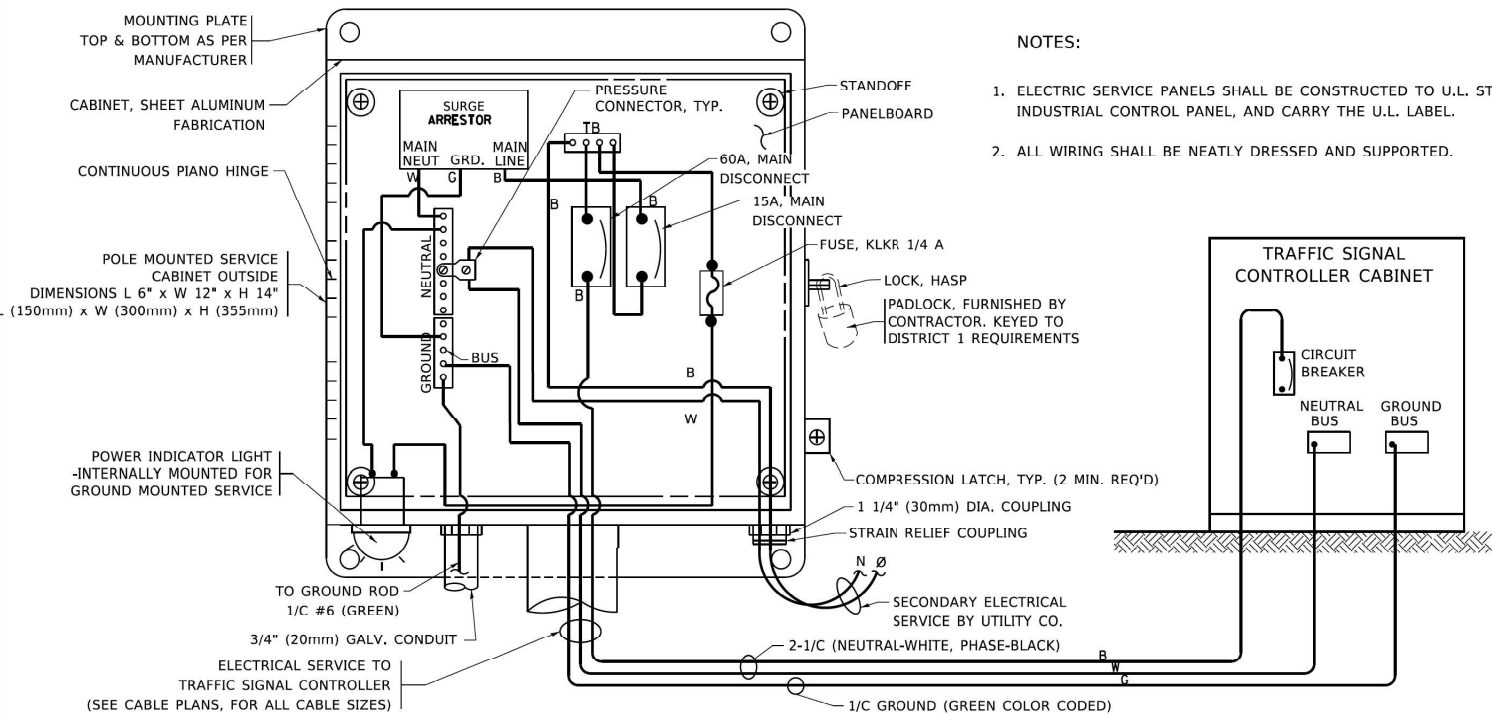 MOUNTING PLATE
TOP & BOTTOM AS PER
MANUFACTURER
CABINET, SHEET ALUMINUM
FABRICATION
CONTINUOUS PIANO HINGE
POLE MOUNTED SERVICE
CABINET OUTSIDE
DIMENSIONS L 6" x W 12" x H 14"
L (150mm) x W (300mm) x H (355mm)
POWER INDICATOR LIGHT
-INTERNALLY MOUNTED FOR
GROUND MOUNTED SERVICE
TO GROUND ROD
1/C #6 (GREEN)
3/4" (20mm) GALV. CONDUIT
ELECTRICAL SERVICE TO
TRAFFIC SIGNAL CONTROLLER
(SEE CABLE PLANS, FOR ALL CABLE SIZES)
SURGE
ARRESTOR
MAIN
NEUT
GRD.
MAIN
LINE
W
G
B
NEUTRAL
GROUND
BUS
PRESSURE
CONNECTOR, TYP.
TB
B
B
B
B
W
STANDOFF
PANELBOARD
60A, MAIN
DISCONNECT
15A, MAIN
DISCONNECT
FUSE, KLKR 1/4 A
LOCK, HASP
PADLOCK, FURNISHED BY
CONTRACTOR. KEYED TO
DISTRICT 1 REQUIREMENTS
COMPRESSION LATCH, TYP. (2 MIN. REQ'D)
1 1/4" (30mm) DIA. COUPLING
STRAIN RELIEF COUPLING
N Ø
SECONDARY ELECTRICAL
SERVICE BY UTILITY CO.
2-1/C (NEUTRAL-WHITE, PHASE-BLACK)
B
W
G
1/C GROUND (GREEN COLOR CODED)
NOTES:
1. ELECTRIC SERVICE PANELS SHALL BE CONSTRUCTED TO U.L. ST
INDUSTRIAL CONTROL PANEL, AND CARRY THE U.L. LABEL.
2. ALL WIRING SHALL BE NEATLY DRESSED AND SUPPORTED.
TRAFFIC SIGNAL
CONTROLLER CABINET
CIRCUIT
BREAKER
NEUTRAL
BUS
GROUND
BUS